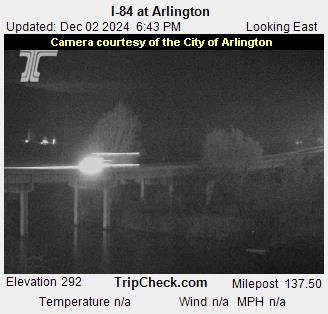 I-84 at Arlington
Updated: Dec 02 2024 6:43 PM Looking East
Camera courtesy of the City of Arlington
Elevation 292 TripCheck.com Milepost 137.50
Temperature n/a Wind n/a MPH n/a